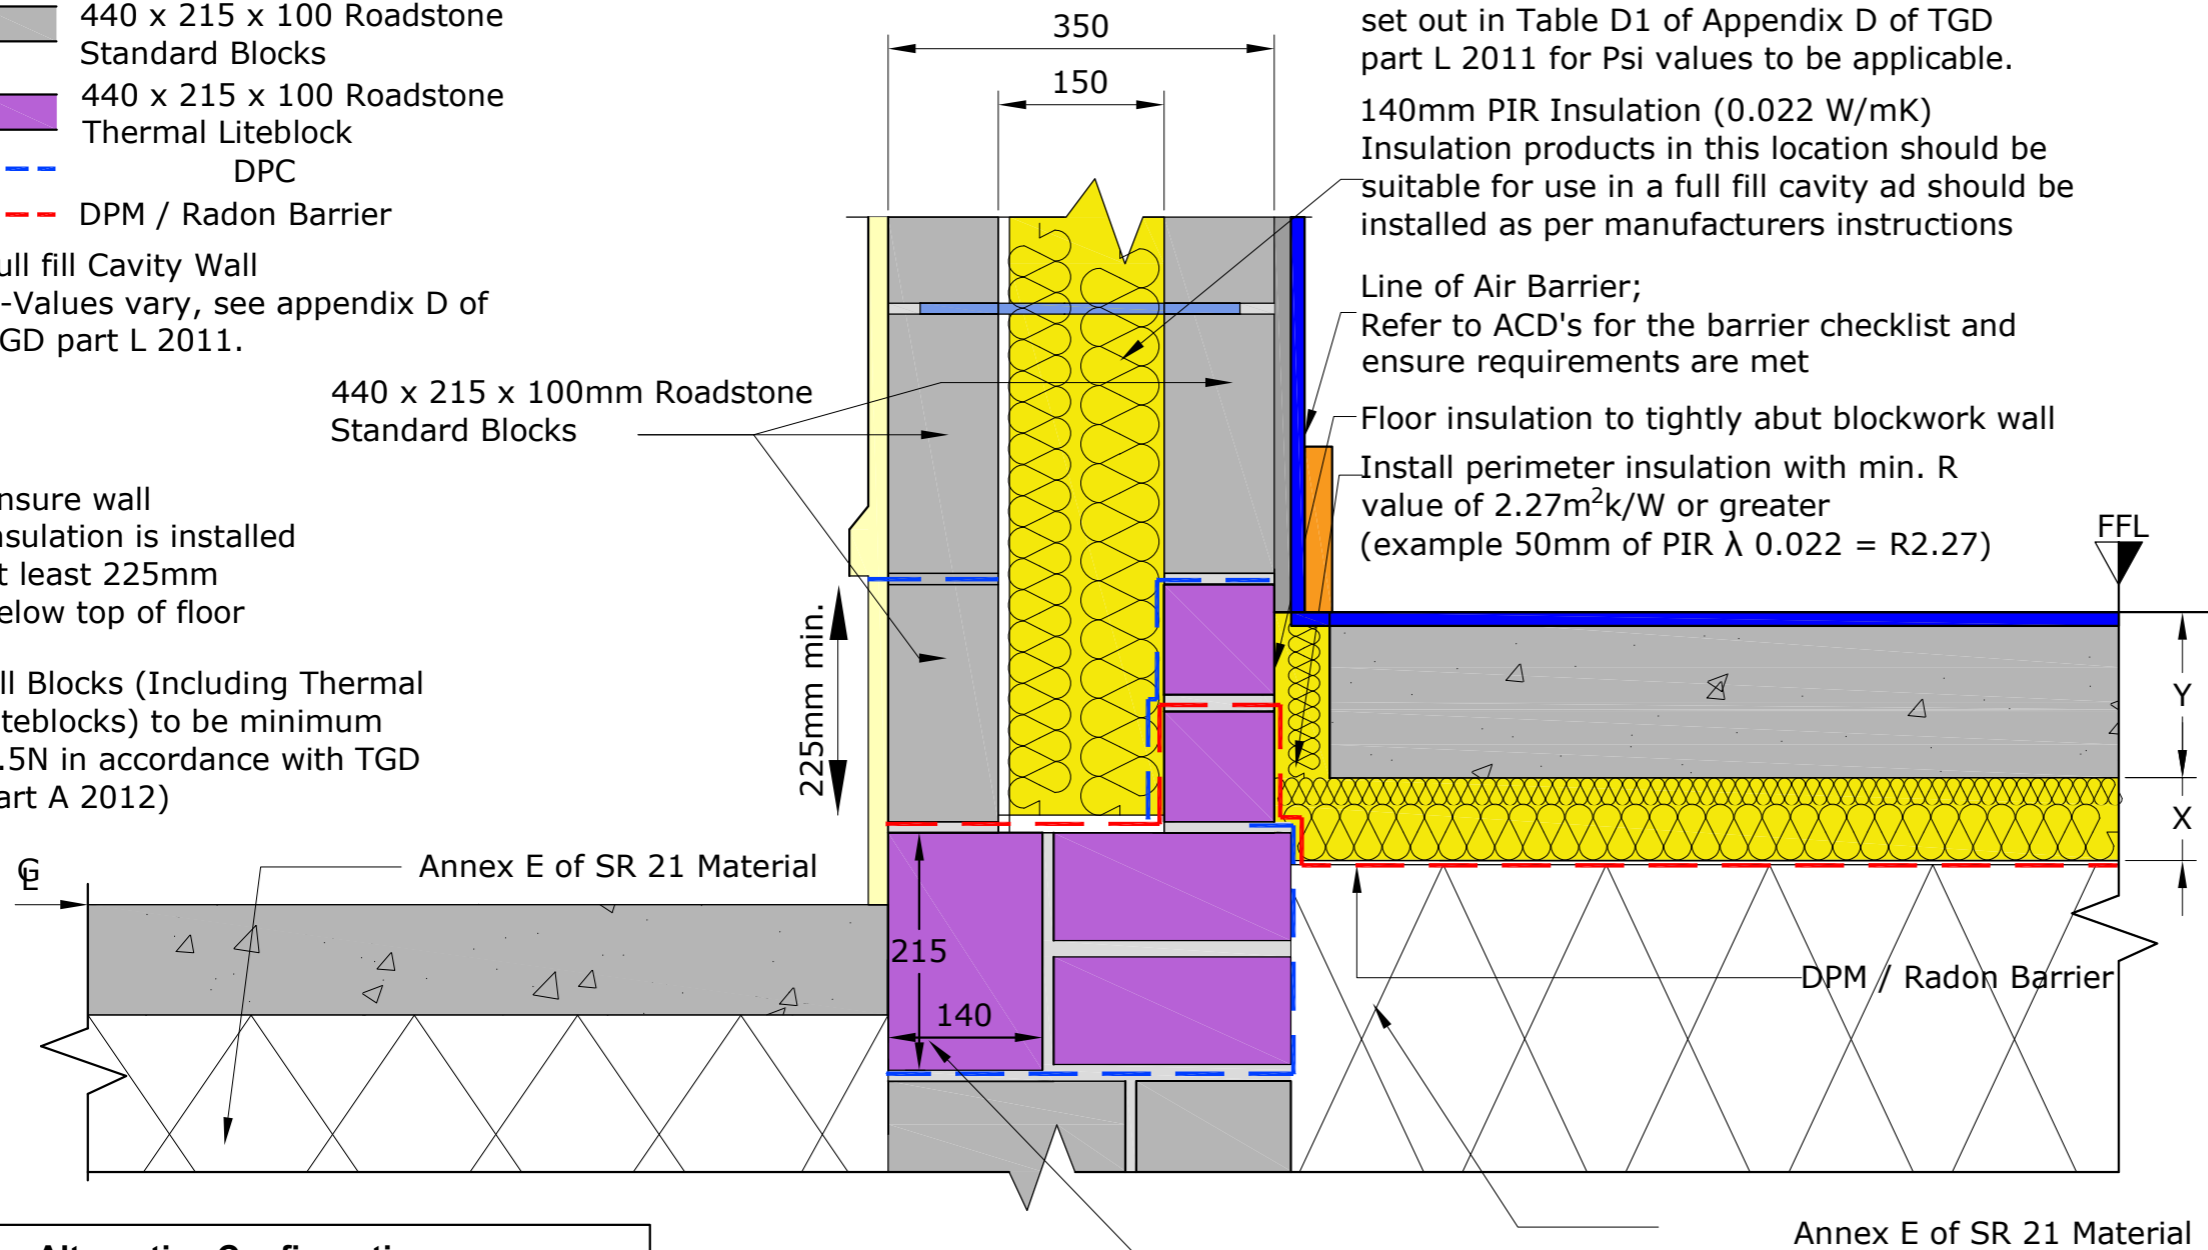 440 x 215 x 100 Roadstone
Standard Blocks
440 x 215 x 100 Roadstone
Thermal Liteblock
DPC
DPM / Radon Barrier
ull fill Cavity Wall
-Values vary, see appendix D of
GD part L 2011.
440 x 215 x 100mm Roadstone
Standard Blocks
nsure wall
nsulation is installed
t least 225mm
elow top of floor
ll Blocks (Including Thermal
iteblocks) to be minimum
.5N in accordance with TGD
art A 2012)
350
150
set out in Table D1 of Appendix D of TGD
part L 2011 for Psi values to be applicable.
140mm PIR Insulation (0.022 W/mK)
Insulation products in this location should be
suitable for use in a full fill cavity ad should be
installed as per manufacturers instructions
Line of Air Barrier;
Refer to ACD's for the barrier checklist and
ensure requirements are met
Floor insulation to tightly abut blockwork wall
Install perimeter insulation with min. R
value of 2.27m²k/W or greater
(example 50mm of PIR λ 0.022 = R2.27)
FFL
225mm min.
Y
X
GL
Annex E of SR 21 Material
215
140
DPM / Radon Barrier
Annex E of SR 21 Material